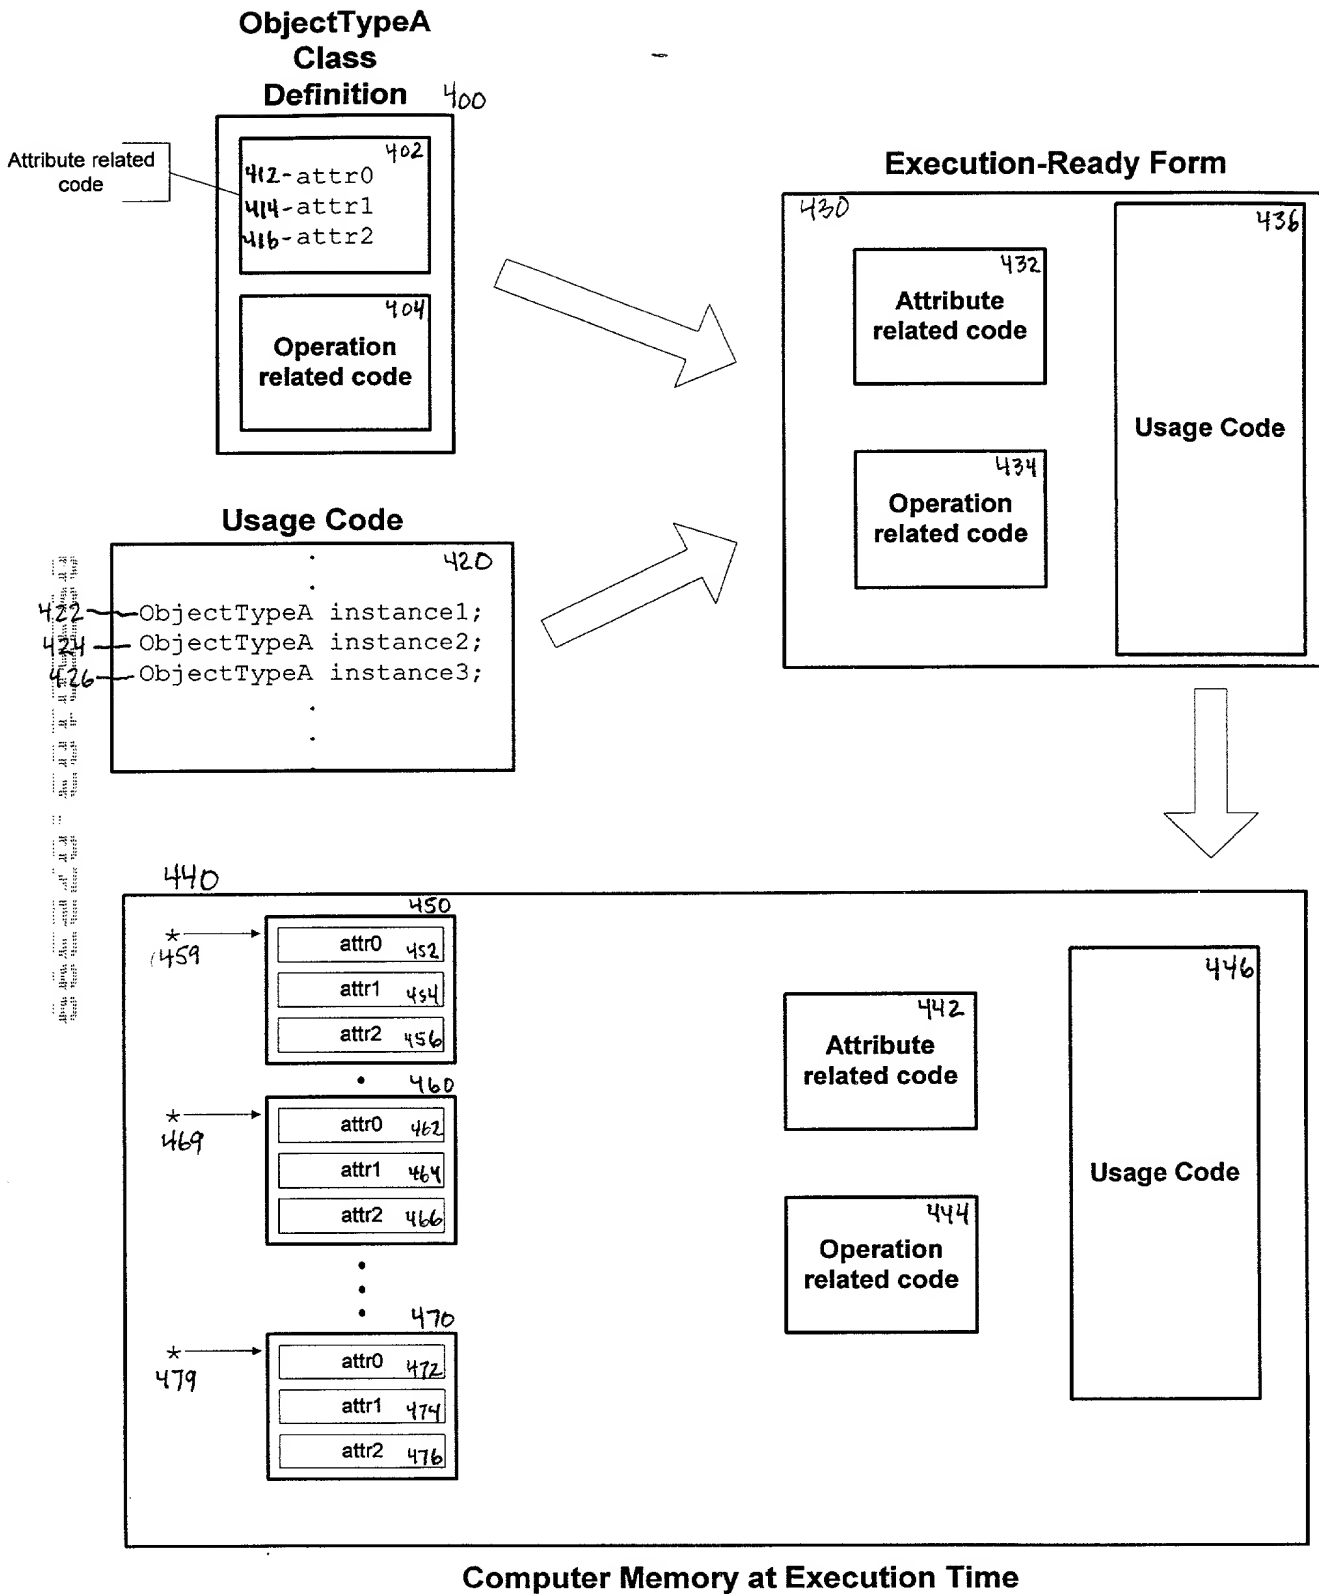 ObjectTypeA
Class
Definition
400
Attribute related
code
402
412-attr0
414-attr1
416-attr2
404
Operation
related code
Usage Code
420
422
ObjectTypeA instance1;
424
ObjectTypeA instance2;
426
ObjectTypeA instance3;
Execution-Ready Form
430
436
432
Attribute
related code
434
Operation
related code
Usage Code
440
450
*
459
attr0 452
attr1 454
attr2 456
460
*
469
attr0 462
attr1 464
attr2 466
470
*
479
attr0 472
attr1 474
attr2 476
442
Attribute
related code
444
Operation
related code
446
Usage Code
Computer Memory at Execution Time